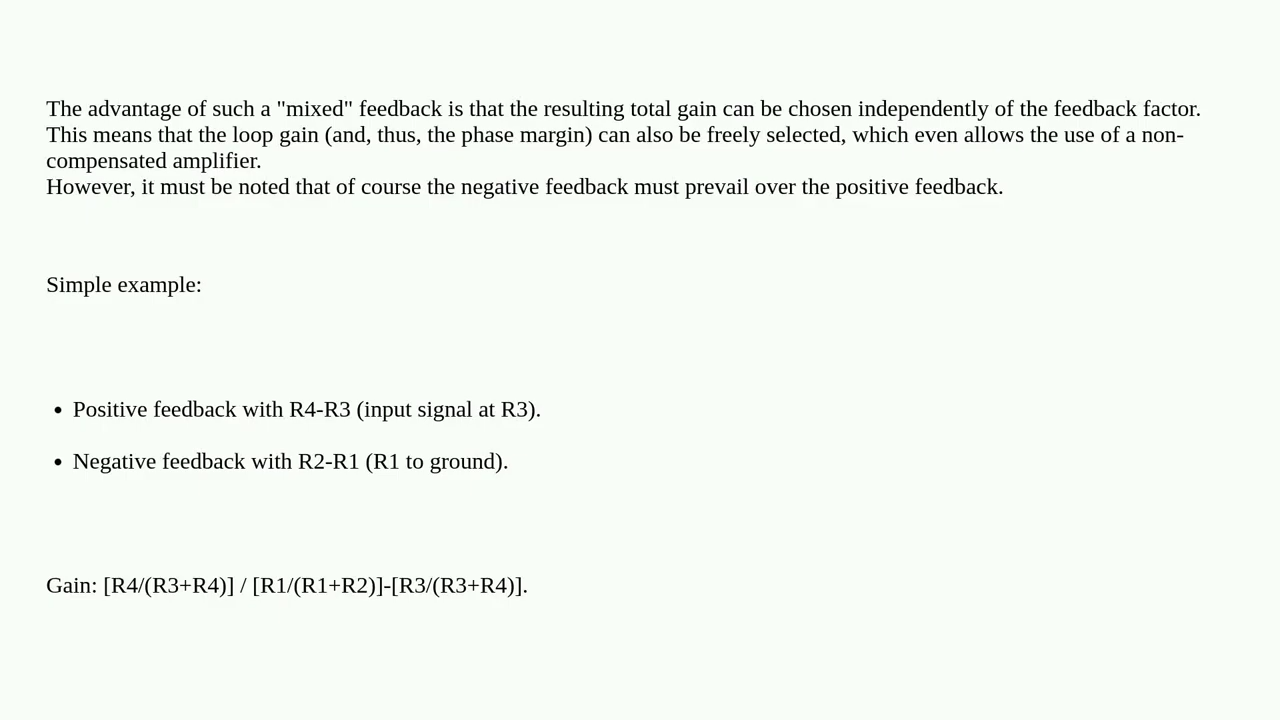 The advantage of such a "mixed" feedback is that the resulting total gain can be chosen independently of the feedback factor.
This means that the loop gain (and, thus, the phase margin) can also be freely selected, which even allows the use of a non-
compensated amplifier.
However, it must be noted that of course the negative feedback must prevail over the positive feedback.
Simple example:
• Positive feedback with R4-R3 (input signal at R3).
• Negative feedback with R2-R1 (R1 to ground).
Gain: [R4/(R3+R4)] / [R1/(R1+R2)]-[R3/(R3+R4)].